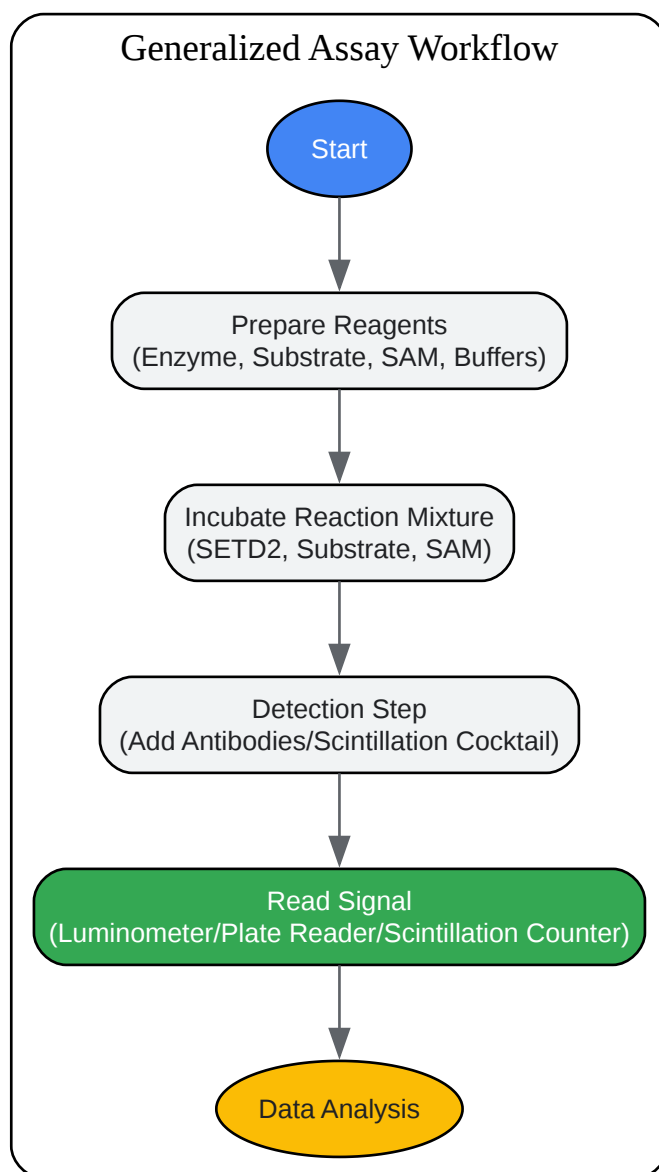 Generalized Assay Workflow
Start
Prepare Reagents
(Enzyme, Substrate, SAM, Buffers)
Incubate Reaction Mixture
(SETD2, Substrate, SAM)
Detection Step
(Add Antibodies/Scintillation Cocktail)
Read Signal
(Luminometer/Plate Reader/Scintillation Counter)
Data Analysis